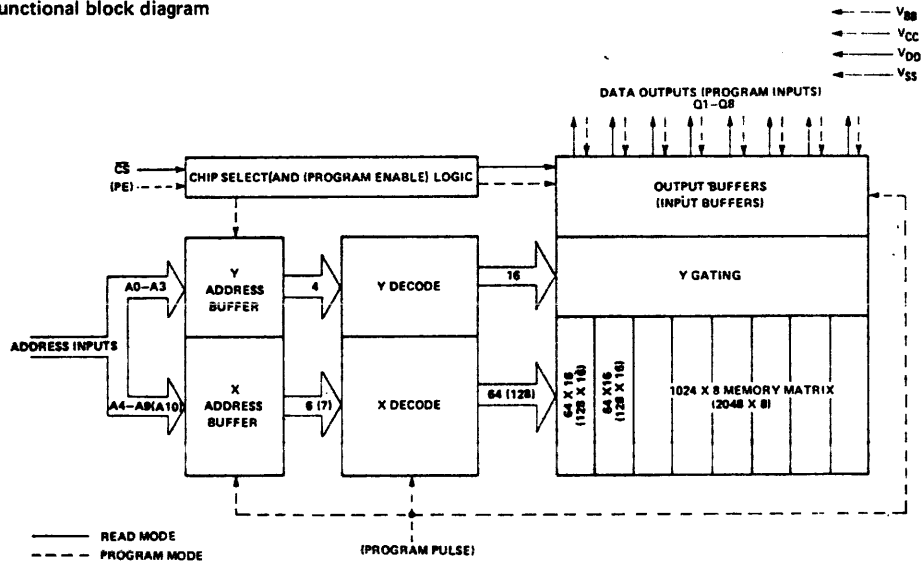 unctional block diagram
VBB
VCC
VDD
VSS
DATA OUTPUTS (PROGRAM INPUTS)
Q1-Q8
CS
(PE)
CHIP SELECT[AND (PROGRAM ENABLE) LOGIC
OUTPUT BUFFERS
(INPUT BUFFERS)
A0-A3
Y
ADDRESS
BUFFER
4
Y DECODE
16
Y GATING
ADDRESS INPUTS
A4-A9(A10)
X
ADDRESS
BUFFER
6 (7)
X DECODE
64 (128)
64 X 16
(128 X 16)
64 X16
(128 X 16)
1024 X 8 MEMORY MATRIX
(2048 X 8)
READ MODE
PROGRAM MODE
(PROGRAM PULSE)